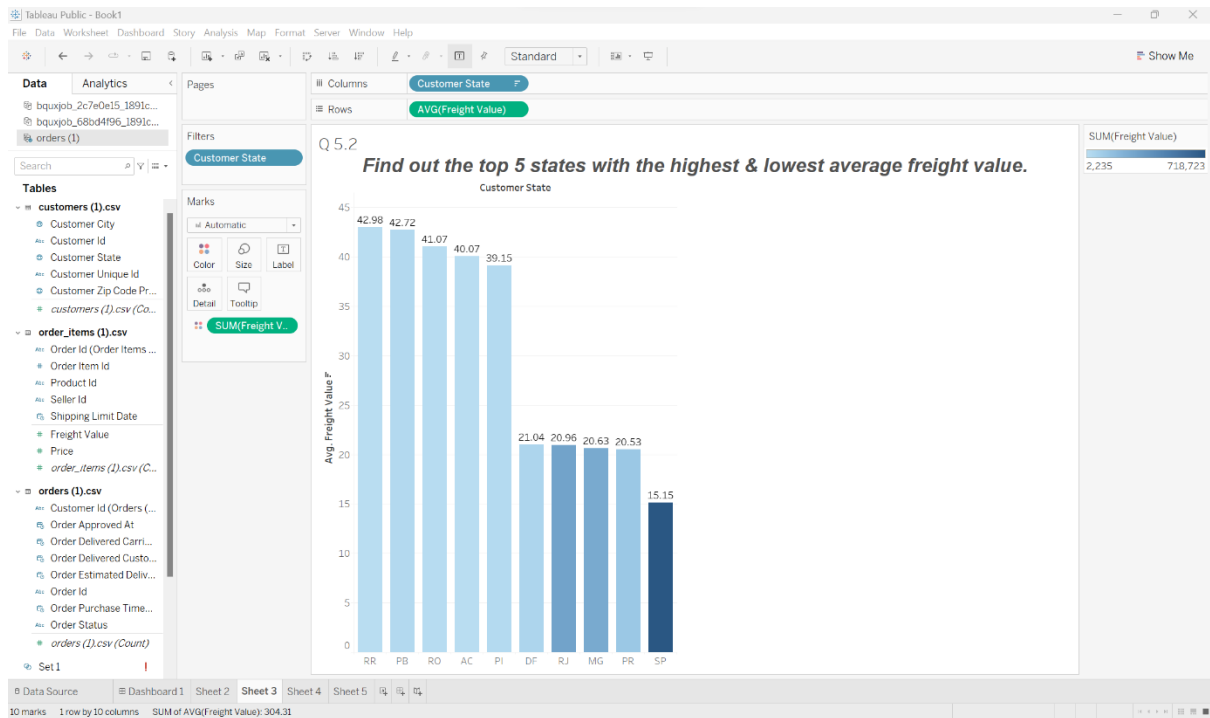 Tableau Public - Book1
File Data Worksheet Dashboard Story Analysis Map Format Server Window Help
Standard
Show Me
Data Analytics
bquxjob_2c7e0e15_1891c...
bquxjob_68bd4f96_1891c...
orders (1)
Search
Tables
customers (1).csv
Customer City
Abc Customer Id
Customer State
Abc Customer Unique Id
Customer Zip Code Pr...
# customers (1).csv (Co...
order_items (1).csv
Abc Order Id (Order Items ...
# Order Item Id
Abc Product Id
Abc Seller Id
Shipping Limit Date
# Freight Value
# Price
# order_items (1).csv (C...
orders (1).csv
Abc Customer Id (Orders (...
Order Approved At
Order Delivered Carri...
Order Delivered Custo...
Order Estimated Deliv...
Abc Order Id
Order Purchase Time...
Abc Order Status
# orders (1).csv (Count)
Set 1 !
Pages
Filters
Customer State
Marks
Automatic
Color Size Label
Detail Tooltip
SUM(Freight V..
Columns Customer State
Rows AVG(Freight Value)
Q 5.2
Find out the top 5 states with the highest & lowest average freight value.
Customer State
Avg. Freight Value
45
40
35
30
25
20
15
10
5
0
42.98 42.72 41.07 40.07 39.15 21.04 20.96 20.63 20.53 15.15
RR PB RO AC PI DF RJ MG PR SP
SUM(Freight Value)
2,235 718,723
Data Source Dashboard 1 Sheet 2 Sheet 3 Sheet 4 Sheet 5
10 marks 1 row by 10 columns SUM of AVG(Freight Value): 304.31